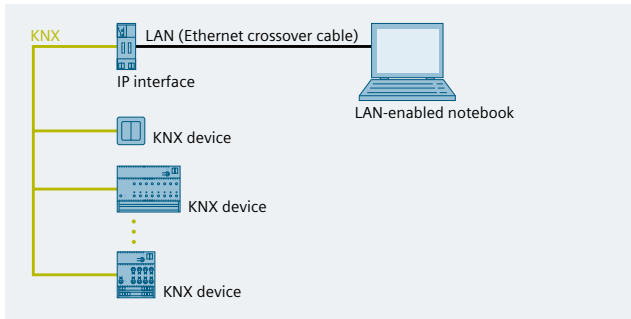 KNX
LAN (Ethernet crossover cable)
IP interface
LAN-enabled notebook
KNX device
KNX device
KNX device